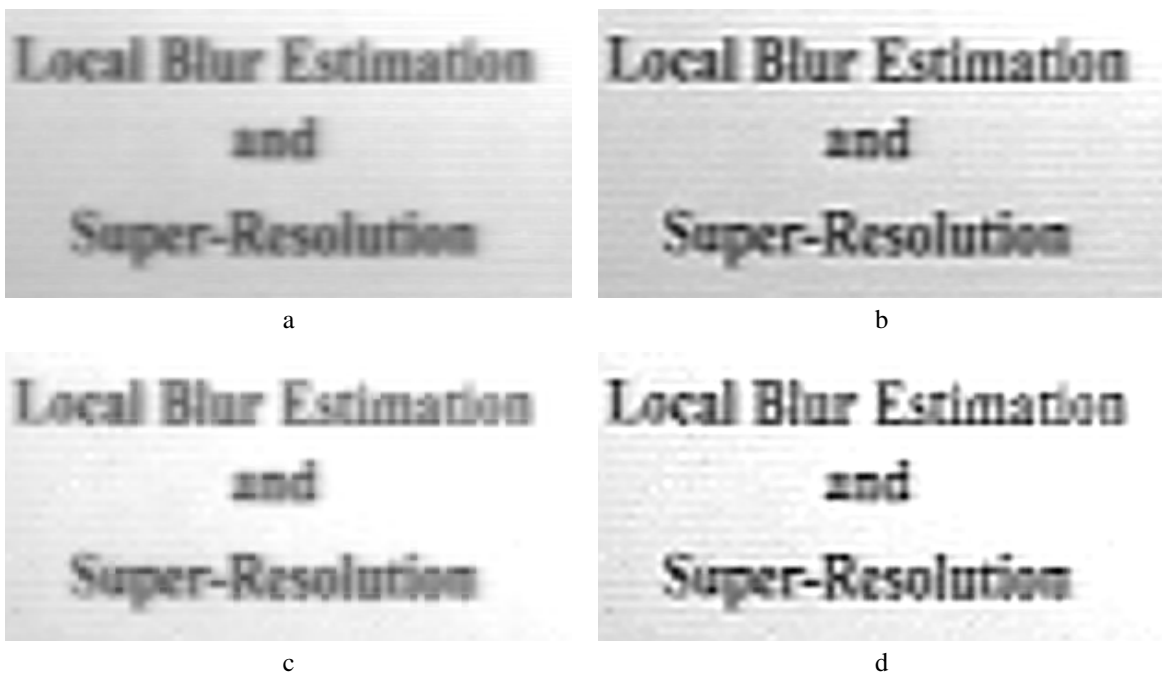 Local Blur Estimation
and
Super-Resolution
Local Blur Estimation
and
Super-Resolution
a
b
Local Blur Estimation
and
Super-Resolution
Local Blur Estimation
and
Super-Resolution
c
d